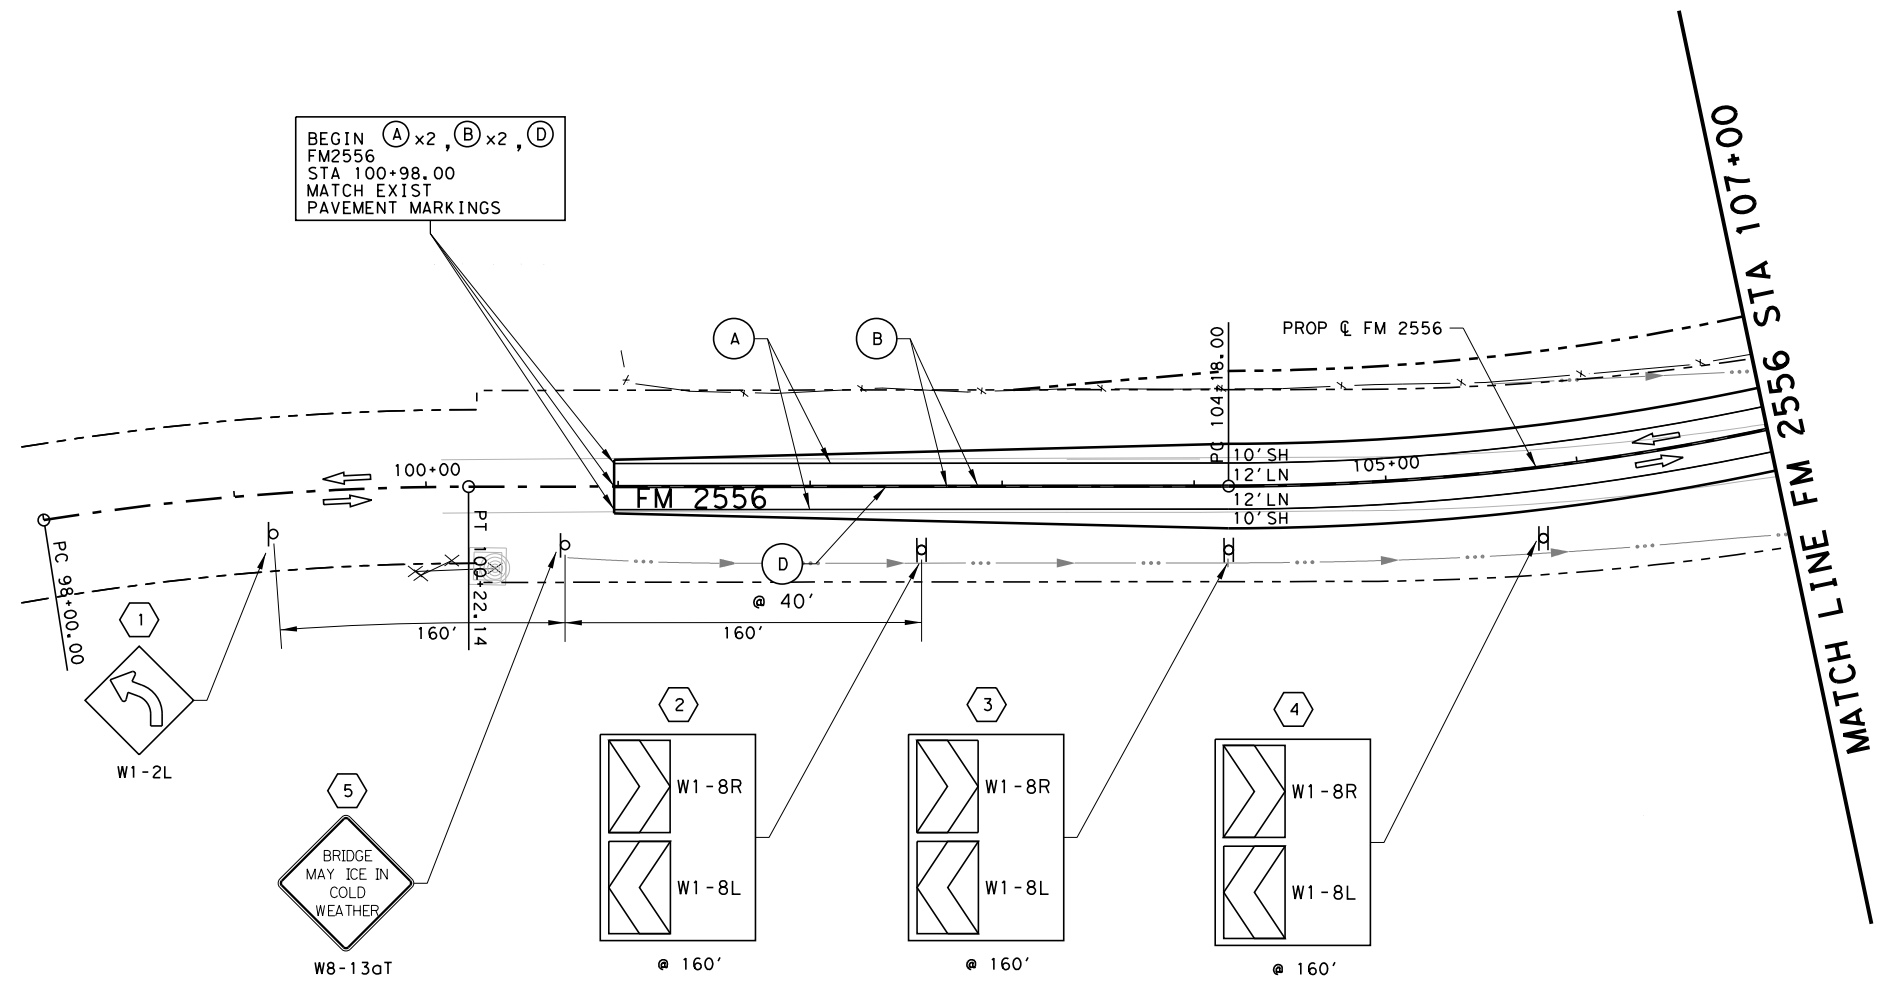 BEGIN A x2 , B x2 , D
FM2556
STA 100+98.00
MATCH EXIST
PAVEMENT MARKINGS
A
B
PROP ℄ FM 2556
PC 104+18.00
MATCH LINE FM 2556 STA 107+00
100+00
10'SH
12'LN
105+00
FM 2556
12'LN
10'SH
PC 98+00.00
PT 100+22.14
D
@ 40'
160'
160'
1
W1-2L
5
BRIDGE
MAY ICE IN
COLD
WEATHER
W8-13aT
2
W1-8R
W1-8L
@ 160'
3
W1-8R
W1-8L
@ 160'
4
W1-8R
W1-8L
@ 160'